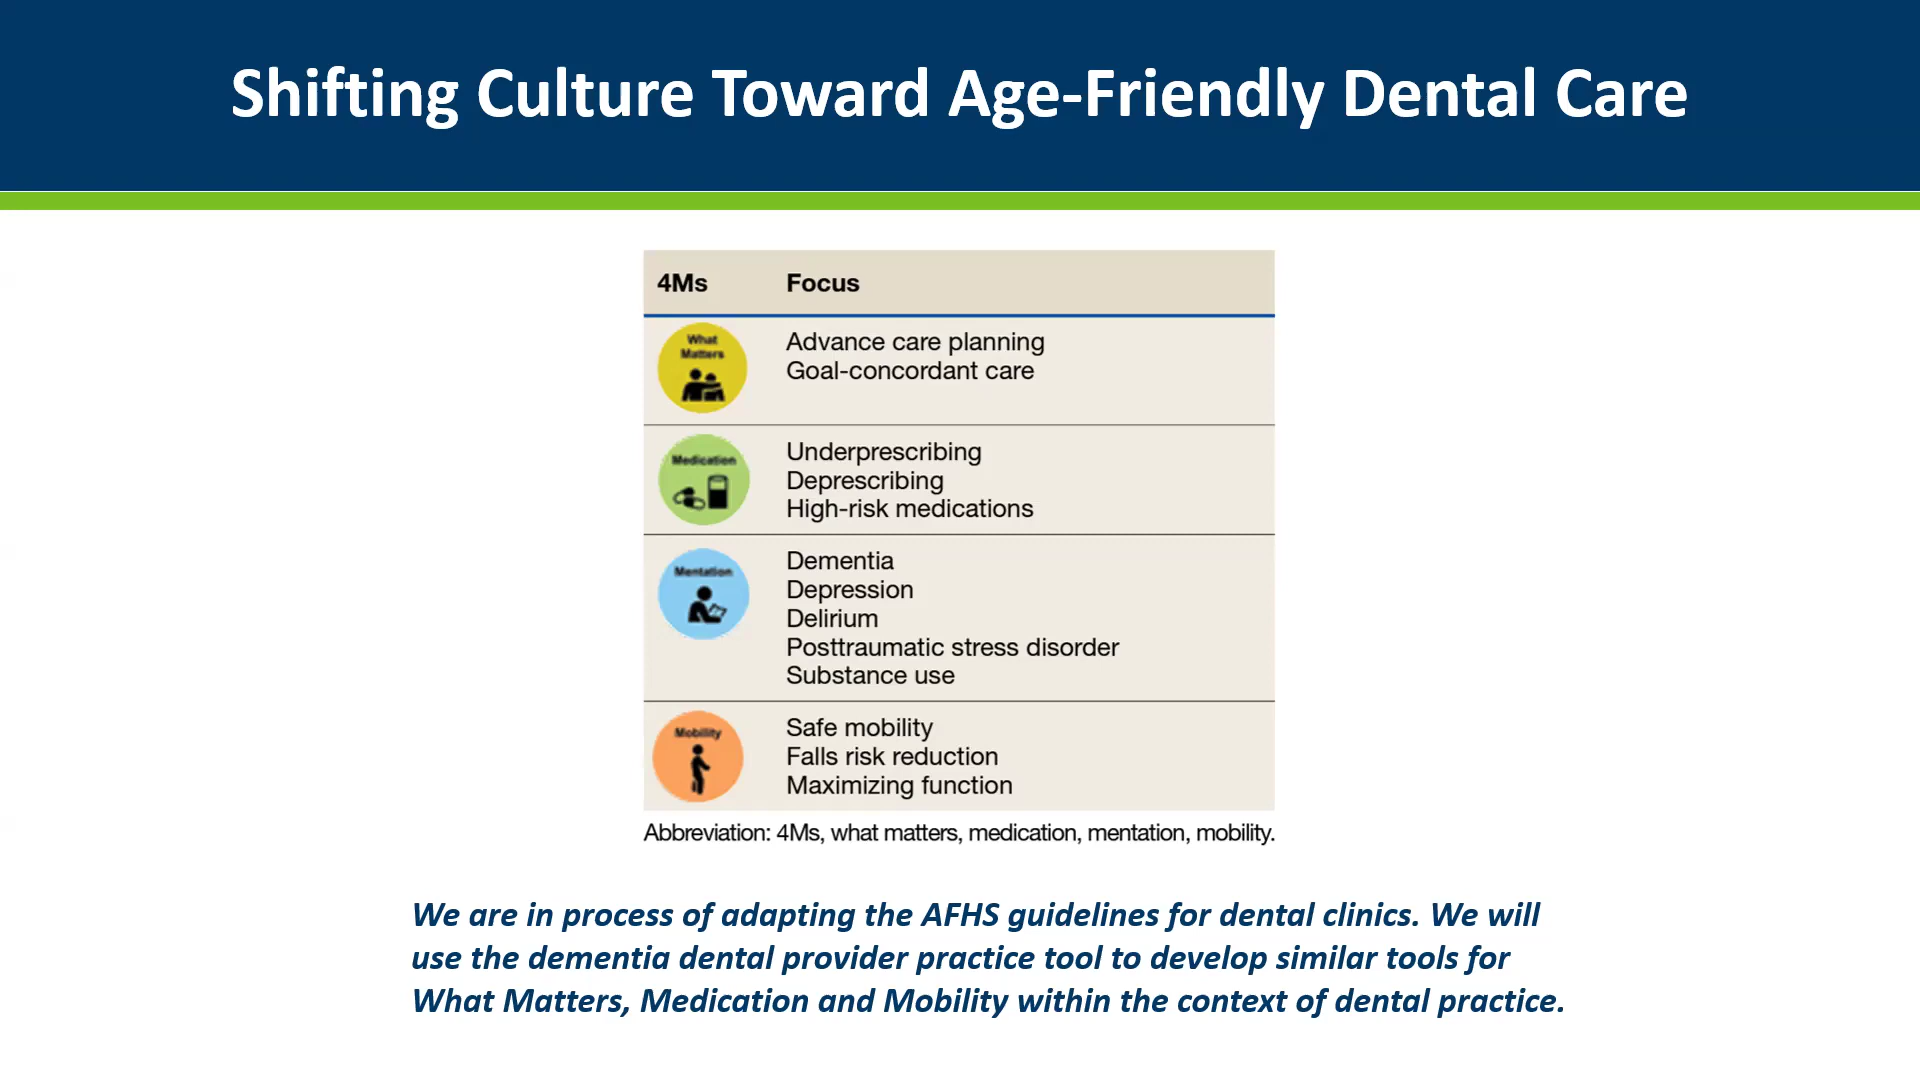 Shifting Culture Toward Age-Friendly Dental Care
4Ms Focus
What
Matters
Advance care planning
Goal-concordant care
Medication
Underprescribing
Deprescribing
High-risk medications
Mentation
Dementia
Depression
Delirium
Posttraumatic stress disorder
Substance use
Mobility
Safe mobility
Falls risk reduction
Maximizing function
Abbreviation: 4Ms, what matters, medication, mentation, mobility.
We are in process of adapting the AFHS guidelines for dental clinics. We will
use the dementia dental provider practice tool to develop similar tools for
What Matters, Medication and Mobility within the context of dental practice.